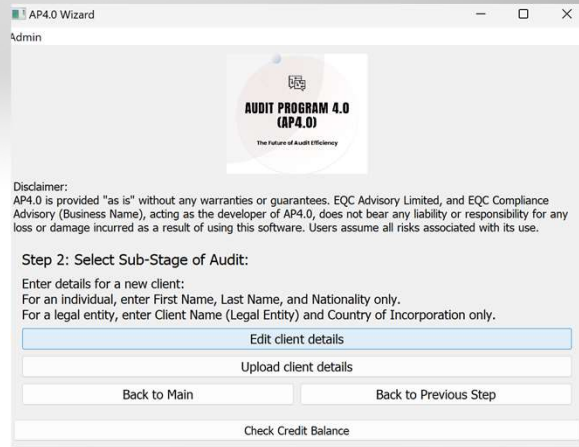 AP4.0 Wizard
Admin
AUDIT PROGRAM 4.0
(AP4.0)
The Future of Audit Efficiency
Disclaimer:
AP4.0 is provided "as is" without any warranties or guarantees. EQC Advisory Limited, and EQC Compliance
Advisory (Business Name), acting as the developer of AP4.0, does not bear any liability or responsibility for any
loss or damage incurred as a result of using this software. Users assume all risks associated with its use.
Step 2: Select Sub-Stage of Audit:
Enter details for a new client:
For an individual, enter First Name, Last Name, and Nationality only.
For a legal entity, enter Client Name (Legal Entity) and Country of Incorporation only.
Edit client details
Upload client details
Back to Main
Back to Previous Step
Check Credit Balance